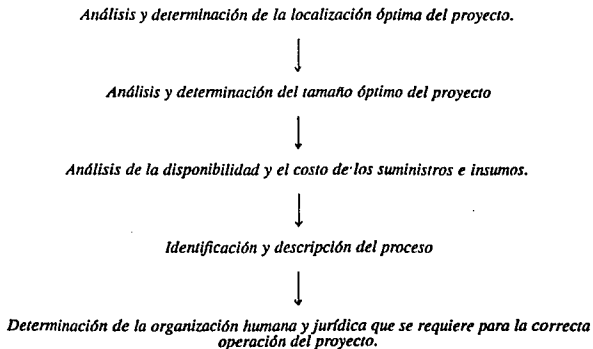 Análisis y determinación de la localización óptima del proyecto.
Análisis y determinación del tamaño óptimo del proyecto
Análisis de la disponibilidad y el costo de los suministros e insumos.
Identificación y descripción del proceso
Determinación de la organización humana y jurídica que se requiere para la correcta
operación del proyecto.